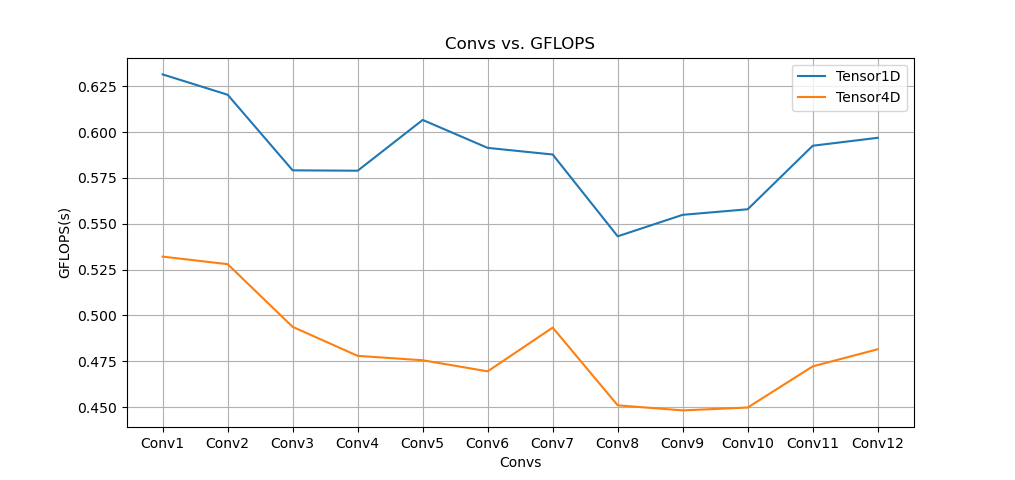 Convs vs. GFLOPS
Tensor1D
Tensor4D
GFLOPS(s)
0.625
0.600
0.575
0.550
0.525
0.500
0.475
0.450
Conv1 Conv2 Conv3 Conv4 Conv5 Conv6 Conv7 Conv8 Conv9 Conv10 Conv11 Conv12
Convs